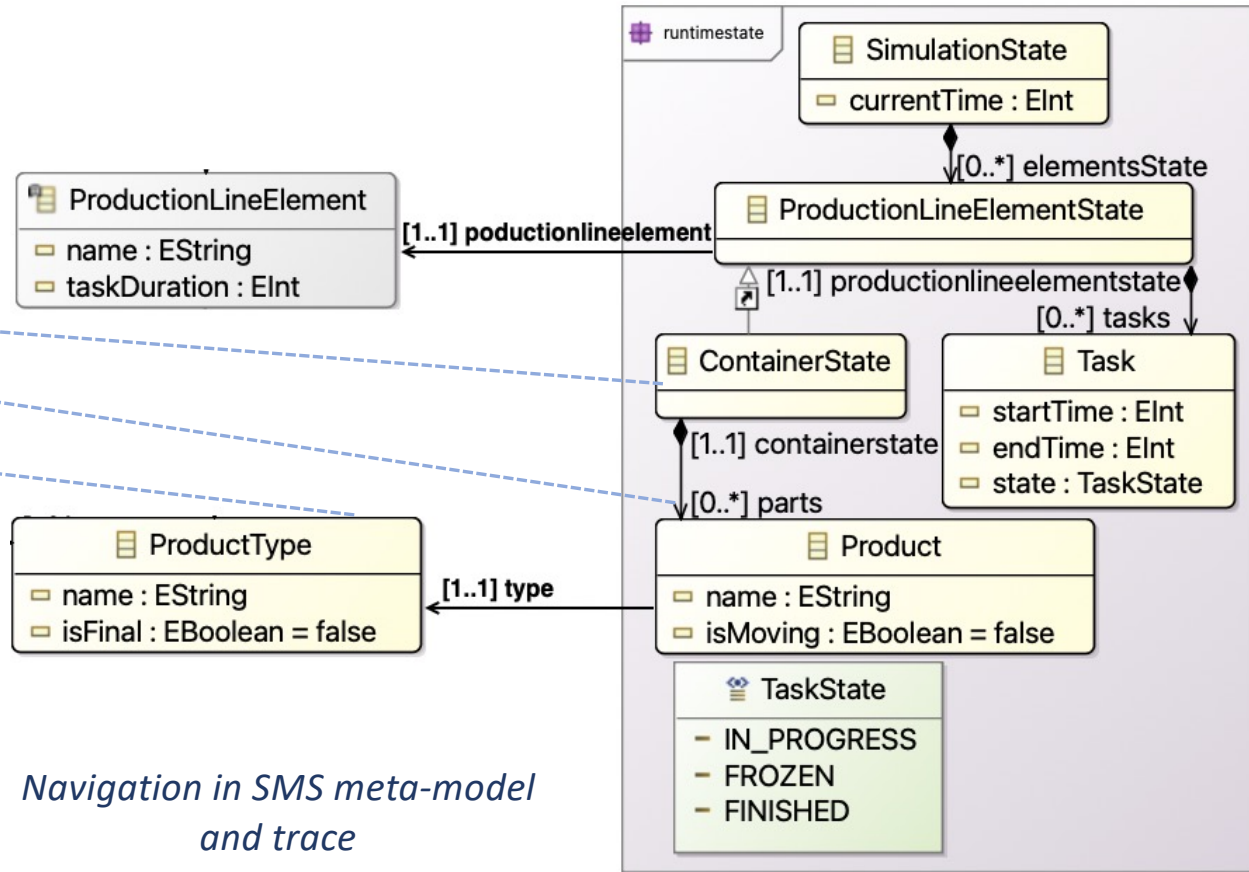 runtimestate
SimulationState
currentTime : EInt
[0..*] elementsState
ProductionLineElement
name : EString
taskDuration : EInt
[1..1] poductionlineelement
ProductionLineElementState
[1..1] productionlineelementstate
[0..*] tasks
ContainerState
[1..1] containerstate
[0..*] parts
Task
startTime : EInt
endTime : EInt
state : TaskState
ProductType
name : EString
isFinal : EBoolean = false
[1..1] type
Product
name : EString
isMoving : EBoolean = false
TaskState
IN_PROGRESS
FROZEN
FINISHED
Navigation in SMS meta-model
and trace